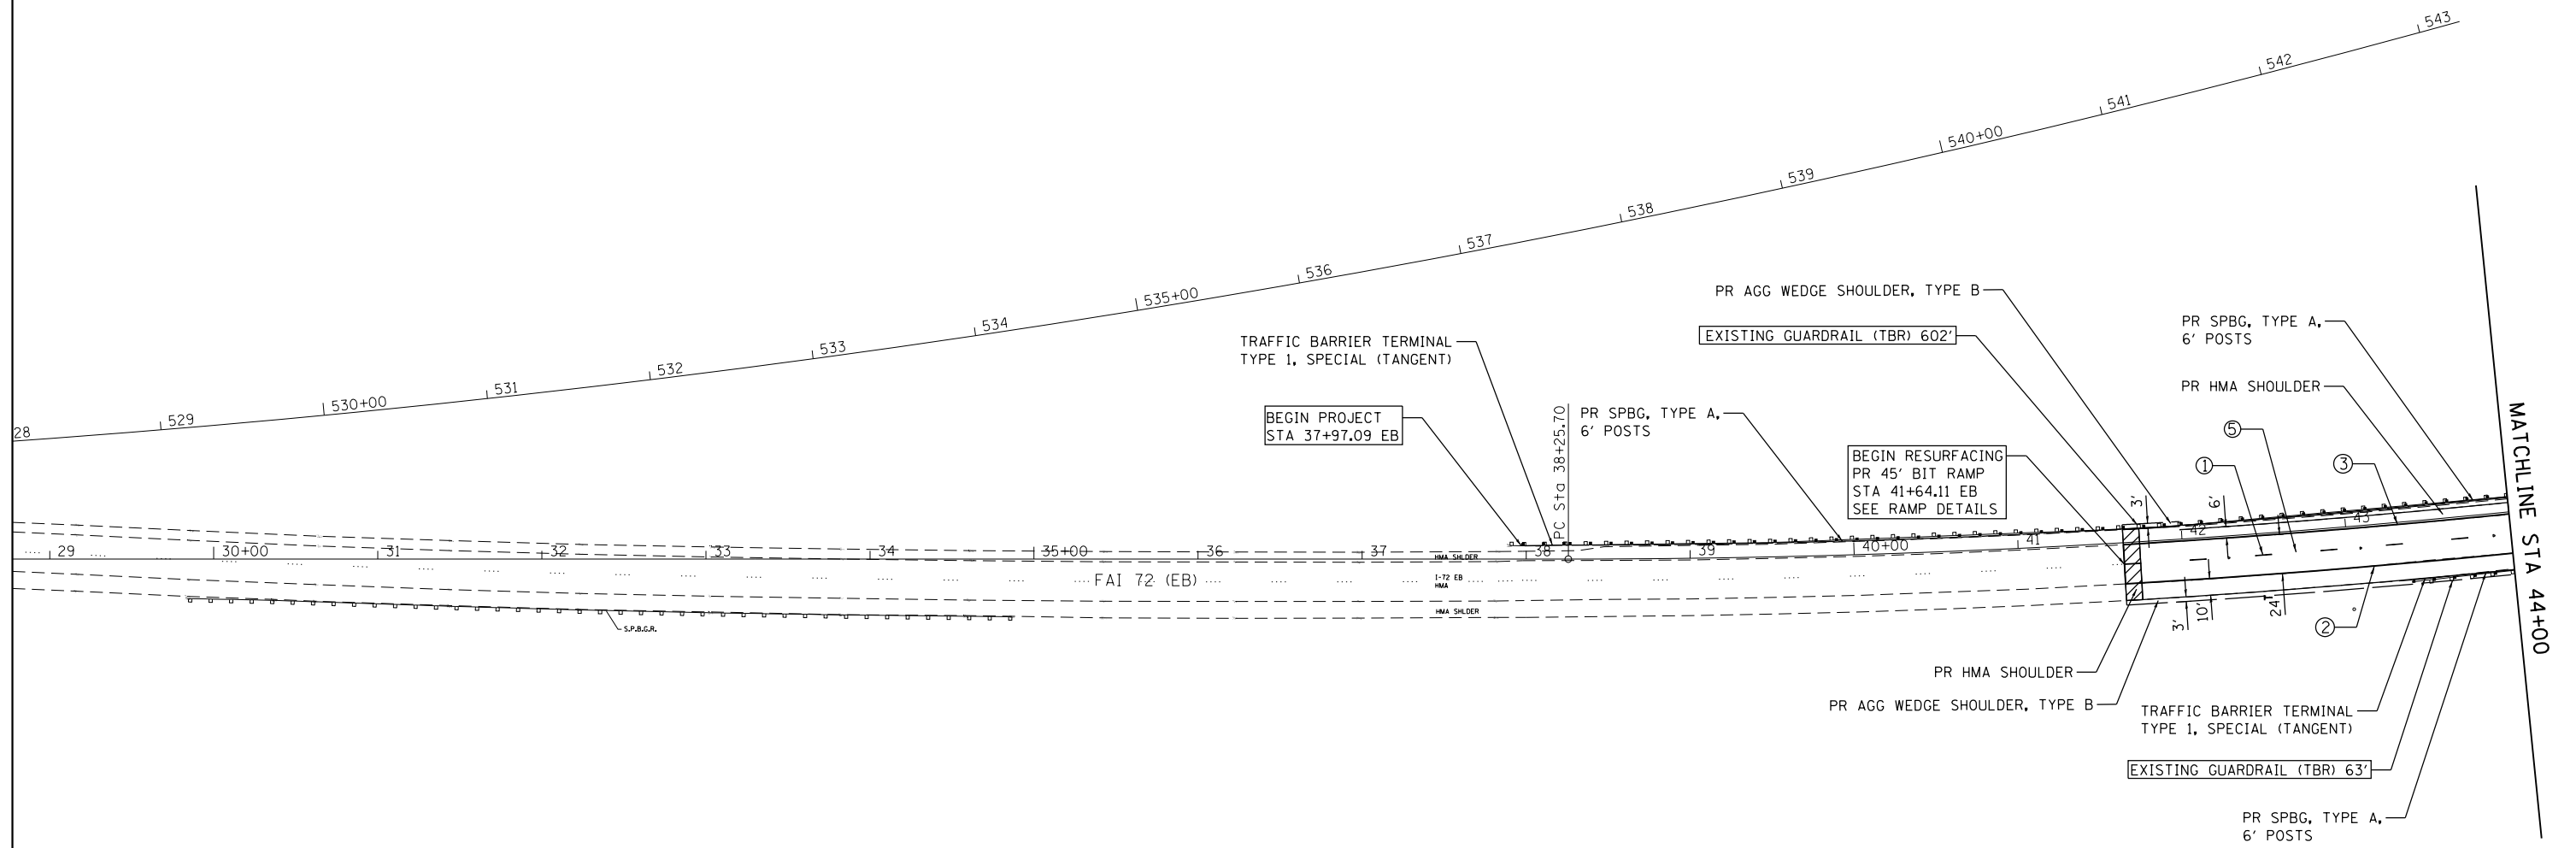 543
542
541
540+00
539
538
537
536
535+00
534
533
532
531
530+00
529
28
PR AGG WEDGE SHOULDER, TYPE B
EXISTING GUARDRAIL (TBR) 602'
PR SPBG, TYPE A,
6' POSTS
PR HMA SHOULDER
TRAFFIC BARRIER TERMINAL
TYPE 1, SPECIAL (TANGENT)
BEGIN PROJECT
STA 37+97.09 EB
PC Sta 38+25.70
PR SPBG, TYPE A,
6' POSTS
BEGIN RESURFACING
PR 45' BIT RAMP
STA 41+64.11 EB
SEE RAMP DETAILS
5
1
3
3'
6'
29
30+00
31
32
33
34
35+00
36
37
38
39
40+00
41
42
43
HMA SHLDER
FAI 72 (EB)
I-72 EB
HMA
HMA SHLDER
S.P.B.G.R.
3'
10'
24'
2
MATCHLINE STA 44+00
PR HMA SHOULDER
PR AGG WEDGE SHOULDER, TYPE B
TRAFFIC BARRIER TERMINAL
TYPE 1, SPECIAL (TANGENT)
EXISTING GUARDRAIL (TBR) 63'
PR SPBG, TYPE A,
6' POSTS